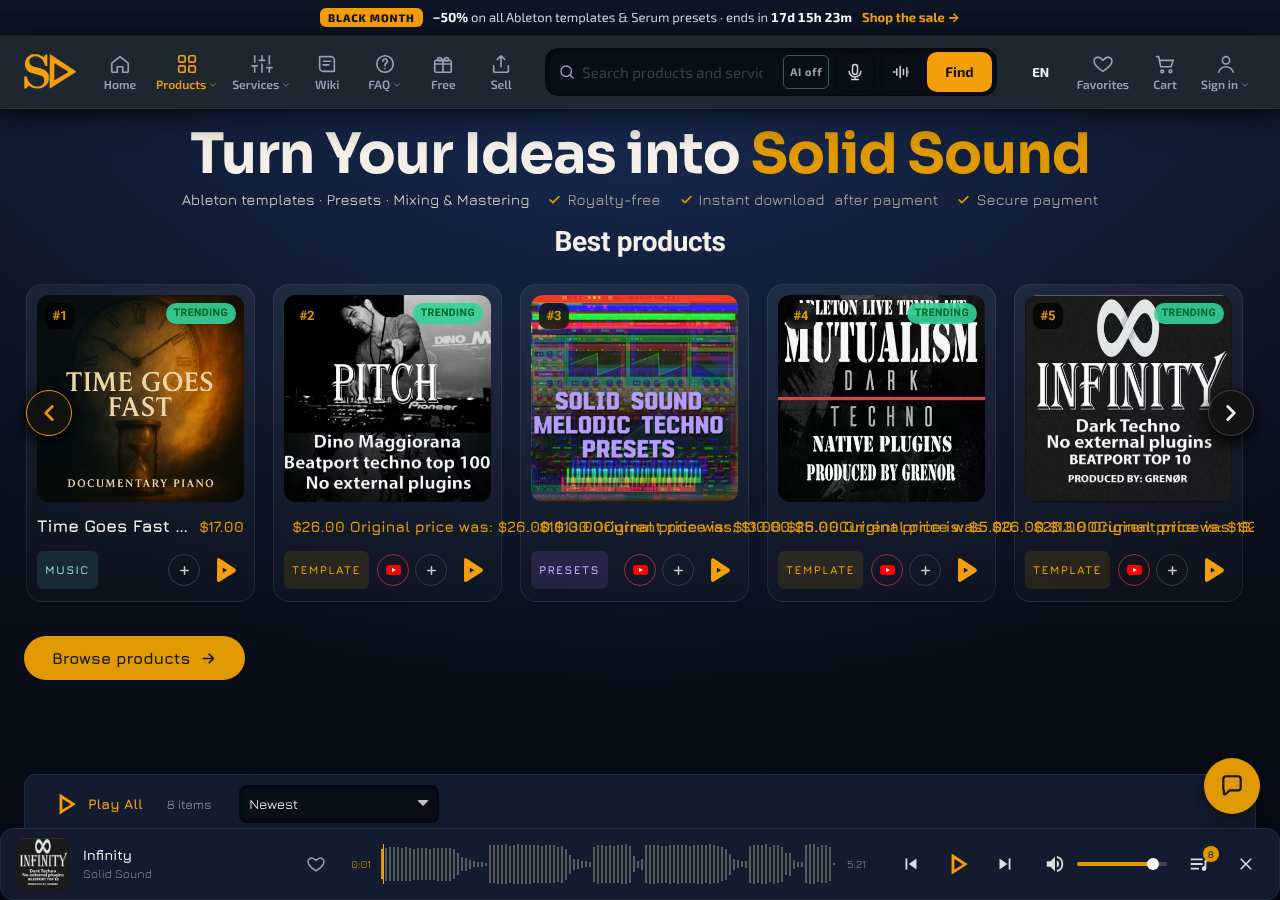 BLACK MONTH −50% on all Ableton templates & Serum presets · ends in 17d 15h 23m Shop the sale →
SD
Home
Products
Services
Wiki
FAQ
Free
Sell
Search products and servic
AI off
Find
EN
Favorites
Cart
Sign in
Turn Your Ideas into Solid Sound
Ableton templates · Presets · Mixing & Mastering
Royalty-free
Instant download after payment
Secure payment
Best products
#1
TRENDING
TIME GOES
FAST
DOCUMENTARY PIANO
Time Goes Fast ...
$17.00
MUSIC
#2
TRENDING
DINO M
PITCH
Pioneer
Dino Maggiorana
Beatport techno top 100
No external plugins
$26.00 Original price was: $26.00.
TEMPLATE
#3
SOLID SOUND
MELODIC TECHNO
PRESETS
PRESETS
#4
TRENDING
ABLETON LIVE TEMPLATE
MUTUALISM
DARK
TECHNO
NATIVE PLUGINS
PRODUCED BY GRENOR
TEMPLATE
#5
TRENDING
INFINITY
Dark Techno
No external plugins
BEATPORT TOP 10
PRODUCED BY: GRENØR
TEMPLATE
Browse products →
Play All
8 items
Newest
INFINITY
Infinity
Solid Sound
0:01
5:21
8